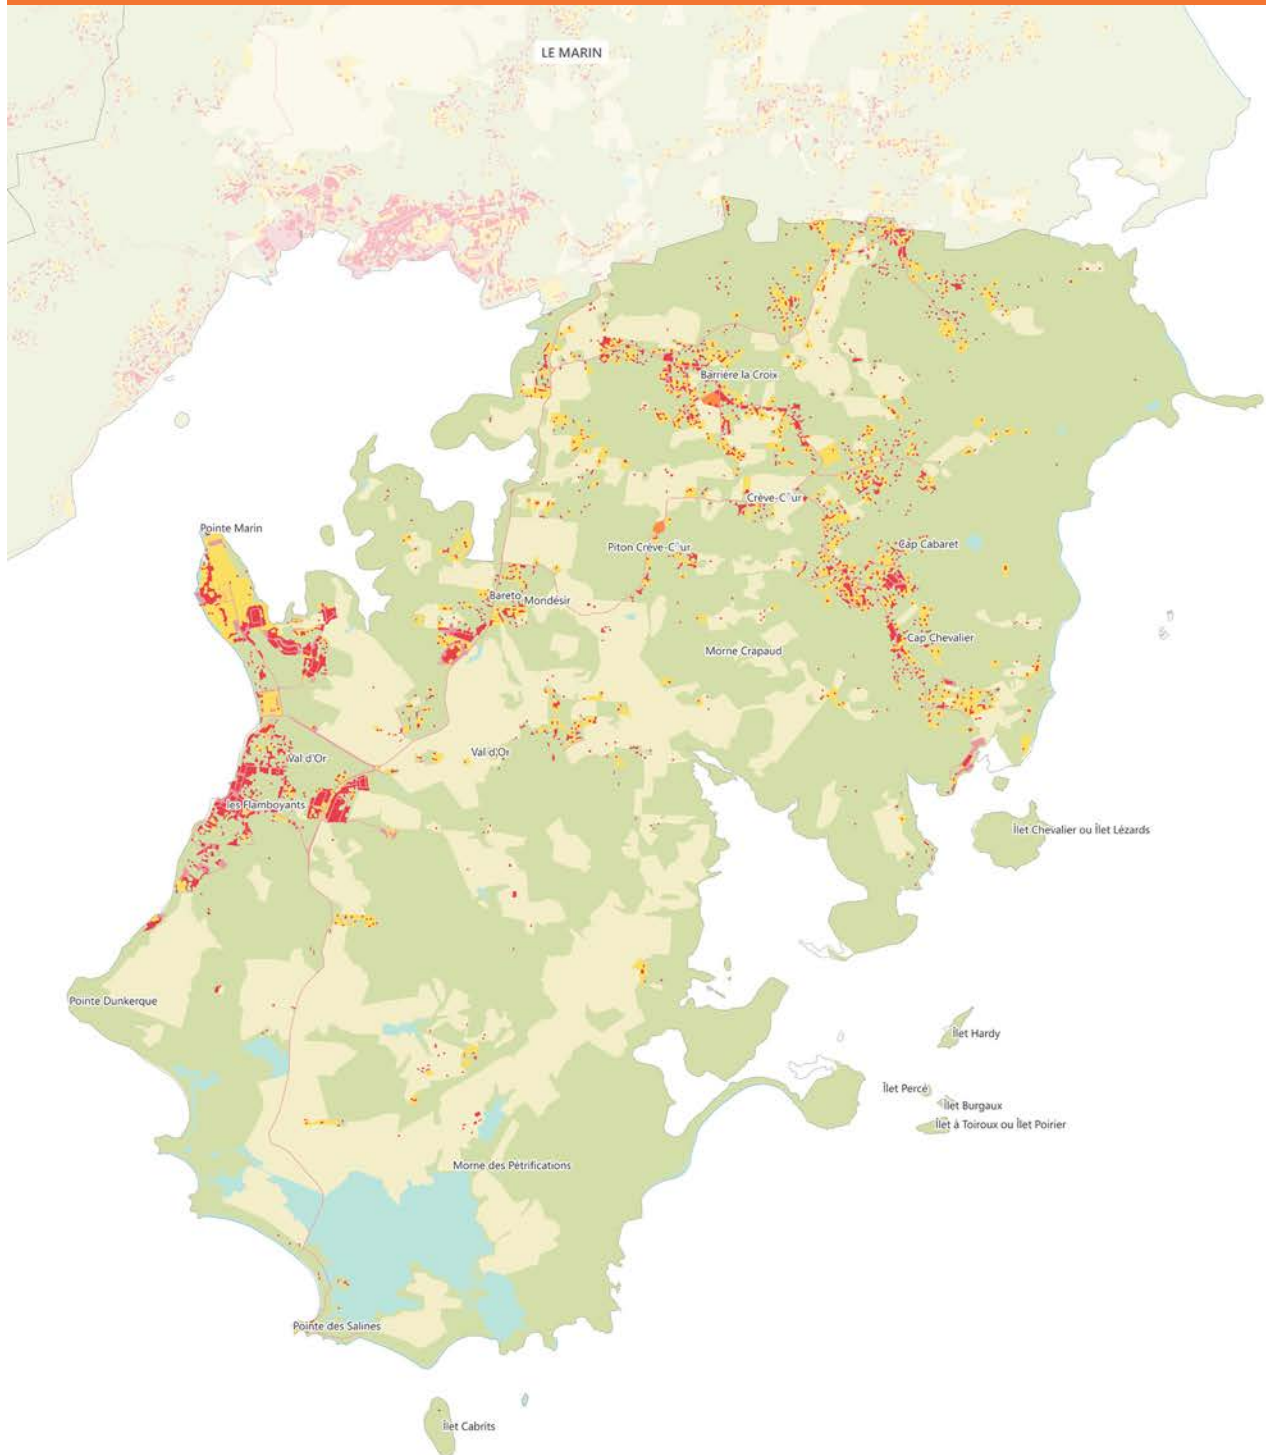 LE MARIN
Barrière la Croix
Crève-C°ur
Pointe Marin
Cap Cabaret
Piton Crève-C°ur
Bareto
Mondésir
Cap Chevalier
Morne Crapaud
Val d'Or
Val d'Or
les Flamboyants
Îlet Chevalier ou Îlet Lézards
Pointe Dunkerque
Îlet Hardy
Îlet Percé
Îlet Burgaux
Îlet à Toiroux ou Îlet Poirier
Morne des Pétrifications
Pointe des Salines
Îlet Cabrits